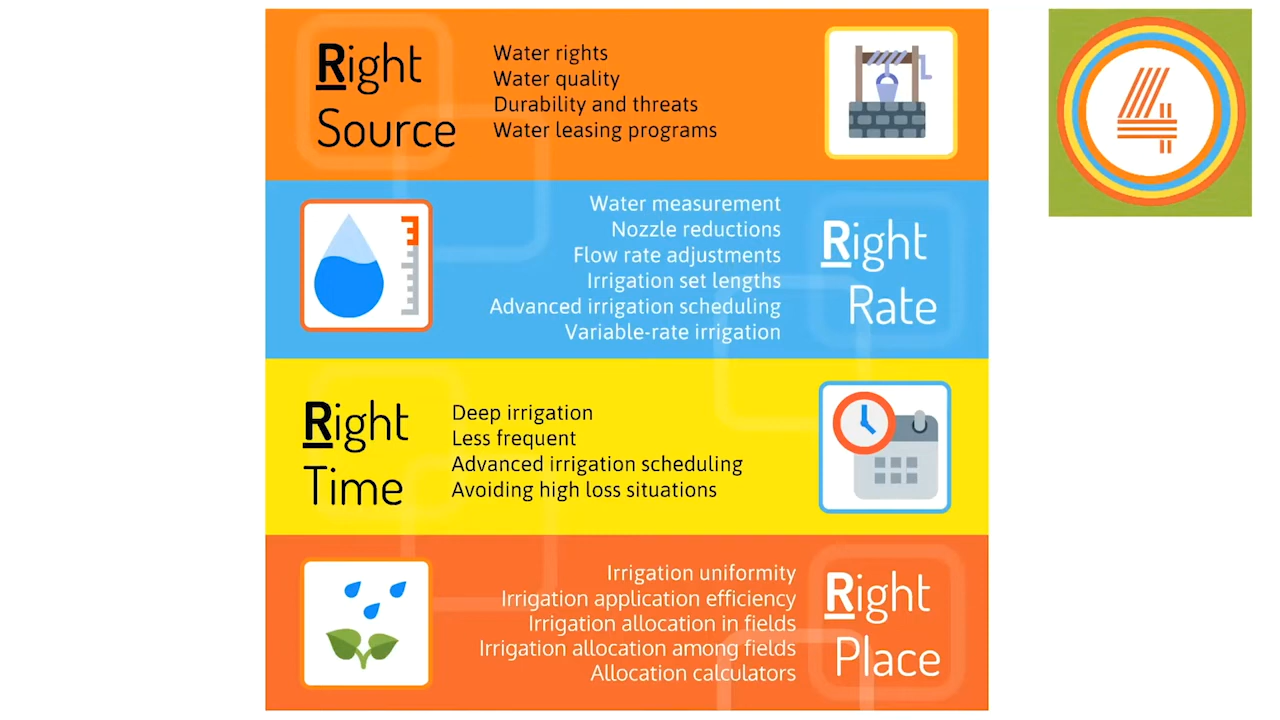 Right
Source
Water rights
Water quality
Durability and threats
Water leasing programs
4
3
Water measurement
Nozzle reductions
Flow rate adjustments
Irrigation set lengths
Advanced irrigation scheduling
Variable-rate irrigation
Right
Rate
Right
Time
Deep irrigation
Less frequent
Advanced irrigation scheduling
Avoiding high loss situations
Irrigation uniformity
Irrigation application efficiency
Irrigation allocation in fields
Irrigation allocation among fields
Allocation calculators
Right
Place